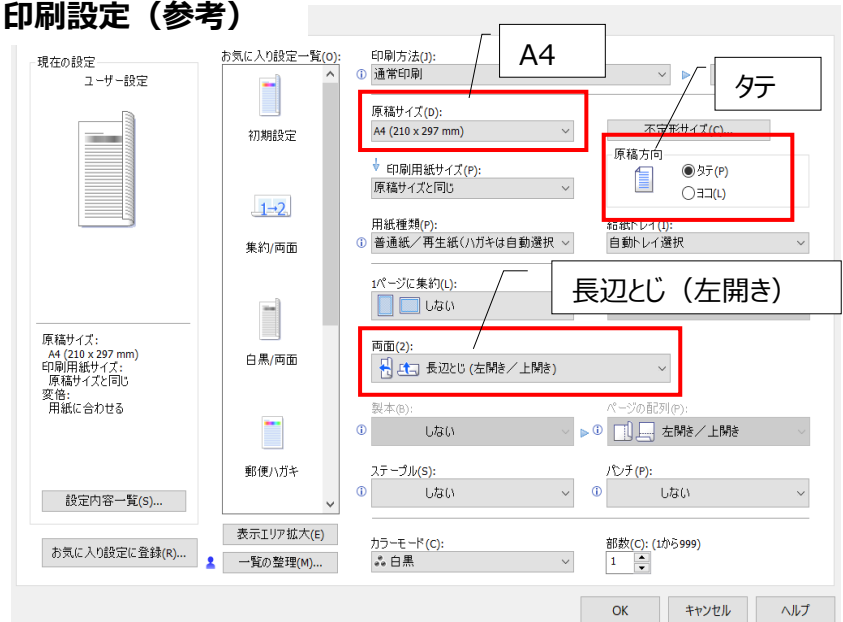 印刷設定（参考）
A4
タテ
長辺とじ（左開き）
現在の設定
ユーザー設定
原稿サイズ:
A4 (210 x 297 mm)
印刷用紙サイズ:
原稿サイズと同じ
変倍:
用紙に合わせる
設定内容一覧(S)...
お気に入り設定に登録(R)...
お気に入り設定一覧(O):
初期設定
1→2
集約/両面
白黒/両面
郵便ハガキ
表示エリア拡大(E)
一覧の整理(M)...
印刷方法(J):
通常印刷
原稿サイズ(D):
A4 (210 x 297 mm)
不定形サイズ(C)...
原稿方向
タテ(P)
ヨコ(L)
印刷用紙サイズ(P):
原稿サイズと同じ
用紙種類(P):
普通紙／再生紙(ハガキは自動選択
給紙トレイ(I):
自動トレイ選択
1ページに集約(L):
しない
両面(2):
長辺とじ (左開き／上開き)
製本(B):
しない
ページの配列(P):
左開き／上開き
ステープル(S):
しない
パンチ(P):
しない
カラーモード(C):
白黒
部数(C): (1から999)
1
OK
キャンセル
ヘルプ